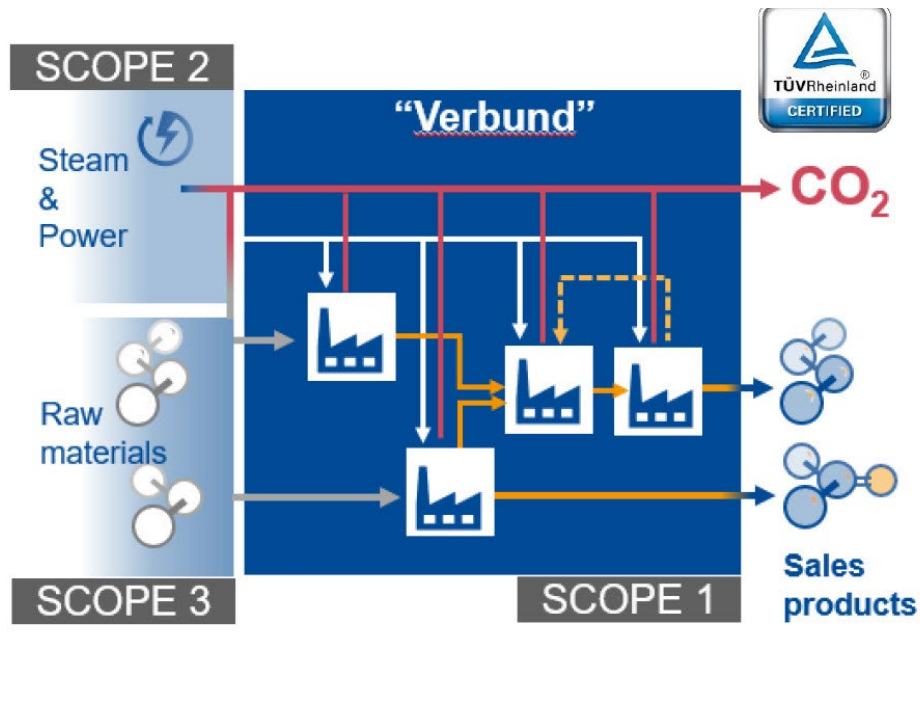 SCOPE 2
TÜVRheinland®
CERTIFIED
“Verbund”
Steam
&
Power
CO₂
Raw
materials
Sales
products
SCOPE 3
SCOPE 1